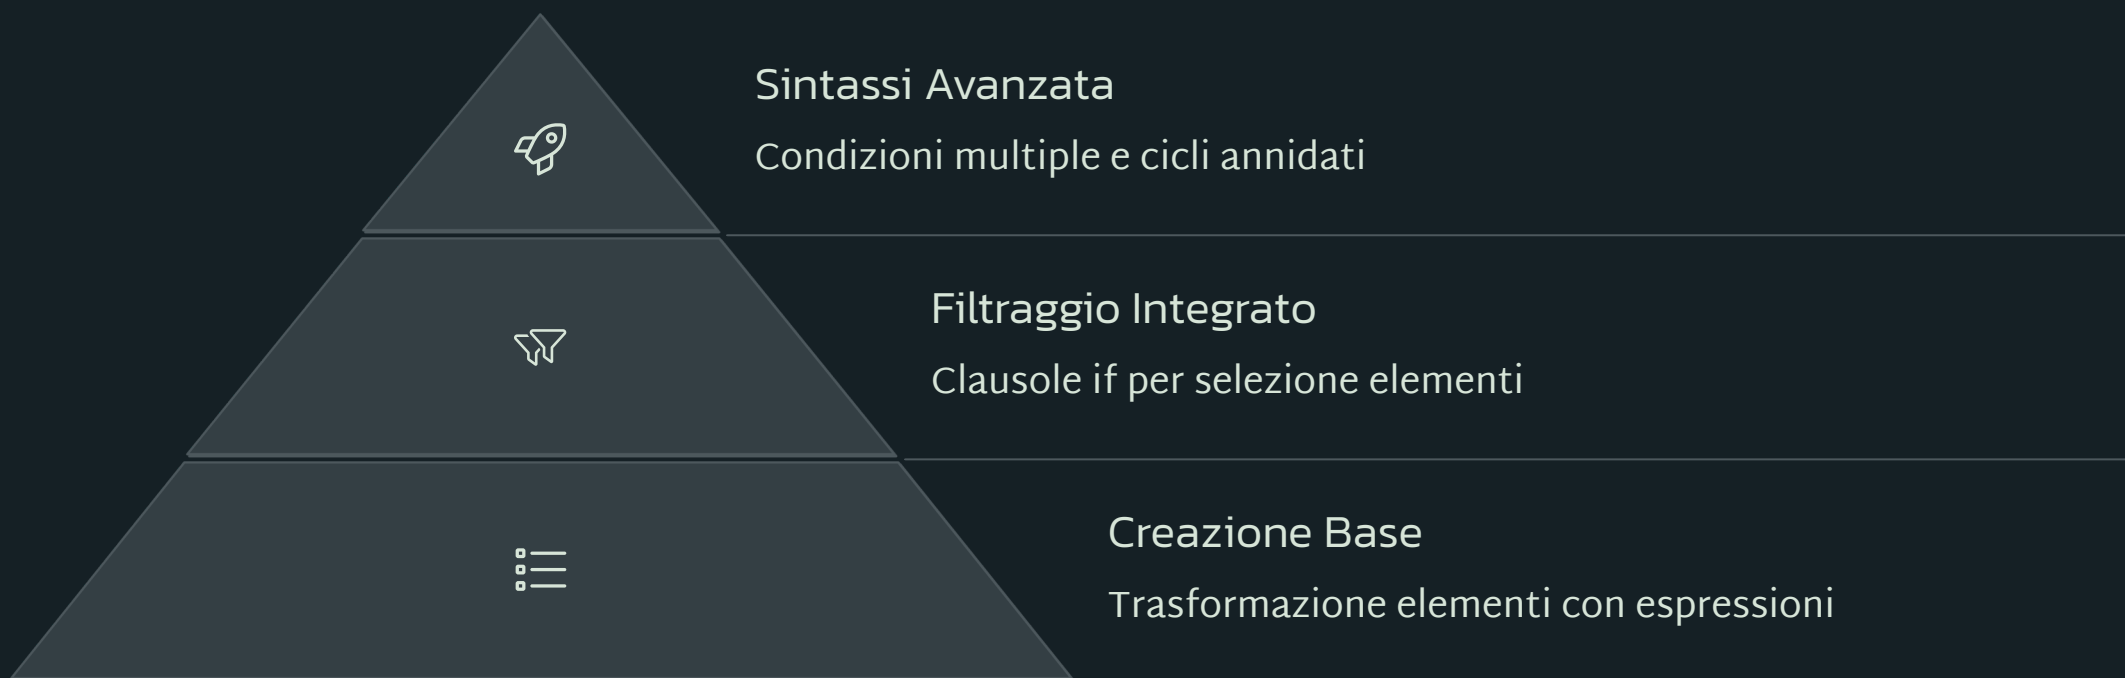 Sintassi Avanzata
Condizioni multiple e cicli annidati
Filtraggio Integrato
Clausole if per selezione elementi
Creazione Base
Trasformazione elementi con espressioni